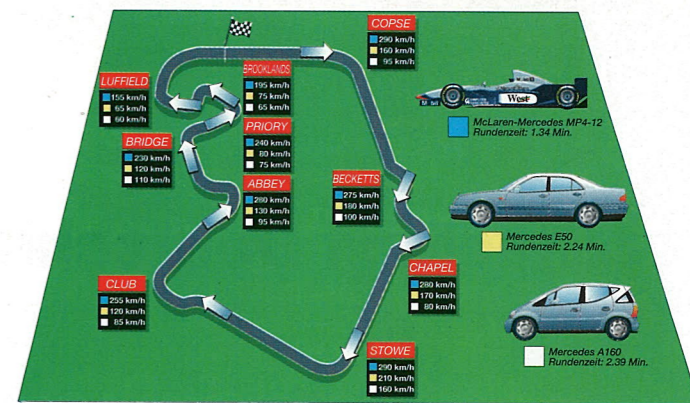 COPSE
290 km/h
160 km/h
95 km/h
BROOKLANDS
195 km/h
75 km/h
65 km/h
LUFFIELD
155 km/h
65 km/h
60 km/h
West
Mobil
McLaren-Mercedes MP4-12
Rundenzeit: 1.34 Min.
PRIORY
240 km/h
80 km/h
75 km/h
BRIDGE
230 km/h
120 km/h
110 km/h
ABBEY
280 km/h
130 km/h
95 km/h
BECKETTS
275 km/h
180 km/h
100 km/h
Mercedes E50
Rundenzeit: 2.24 Min.
CHAPEL
280 km/h
170 km/h
80 km/h
CLUB
255 km/h
120 km/h
85 km/h
STOWE
290 km/h
210 km/h
160 km/h
Mercedes A160
Rundenzeit: 2.39 Min.